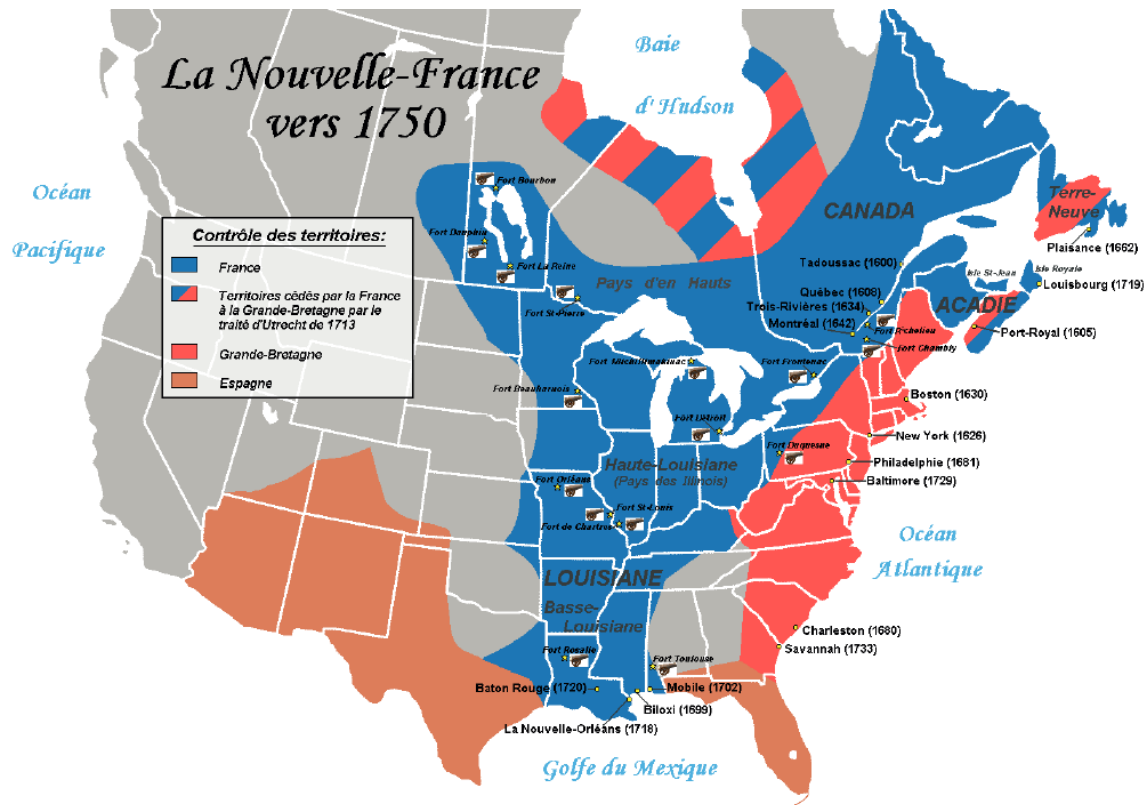 La Nouvelle-France
vers 1750
Baie
d'Hudson
Océan
Pacifique
Contrôle des territoires:
France
Territoires cédés par la France
à la Grande-Bretagne par le
traité d'Utrecht de 1713
Grande-Bretagne
Espagne
Fort Bourbon
Fort Dauphin
Fort La Reine
Fort St-Pierre
Pays d'en Hauts
CANADA
Terre-
Neuve
Plaisance (1662)
Tadoussac (1600)
Isle St-Jean
Isle Royale
Louisbourg (1719)
Québec (1608)
Trois-Rivières (1634)
Montréal (1642)
ACADIE
Port-Royal (1605)
Fort Richelieu
Fort Chambly
Fort Michilimakinac
Fort Frontenac
Fort Beauharnois
Fort Détroit
Boston (1630)
New York (1626)
Fort Duquesne
Philadelphie (1681)
Baltimore (1729)
Haute-Louisiane
(Pays des Illinois)
Fort Orléans
Fort St-Louis
Fort de Chartres
Océan
Atlantique
LOUISIANE
Basse-
Louisiane
Charleston (1680)
Savannah (1733)
Fort Rosalie
Fort Toulouse
Baton Rouge (1720)
Mobile (1702)
Biloxi (1699)
La Nouvelle-Orléans (1718)
Golfe du Mexique